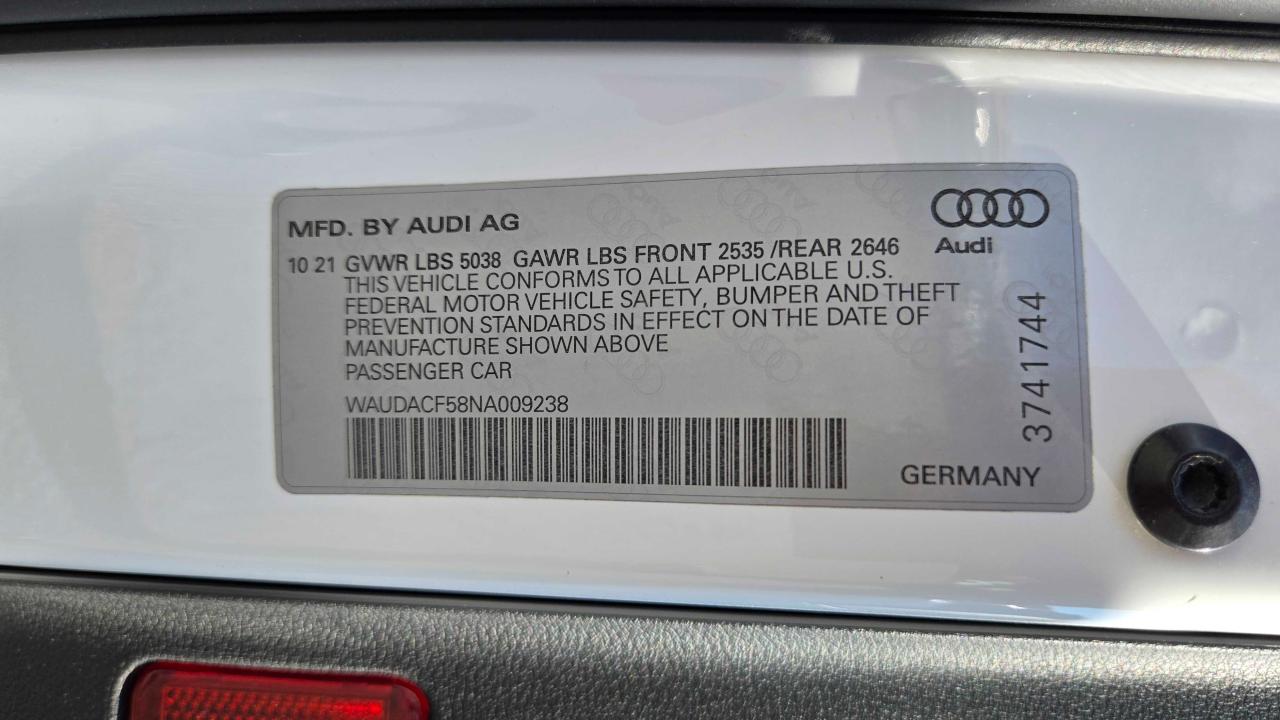 MFD. BY AUDI AG
Audi
10 21 GVWR LBS 5038 GAWR LBS FRONT 2535 /REAR 2646
THIS VEHICLE CONFORMS TO ALL APPLICABLE U.S.
FEDERAL MOTOR VEHICLE SAFETY, BUMPER AND THEFT
PREVENTION STANDARDS IN EFFECT ON THE DATE OF
MANUFACTURE SHOWN ABOVE
PASSENGER CAR
WAUDACF58NA009238
3741744
GERMANY